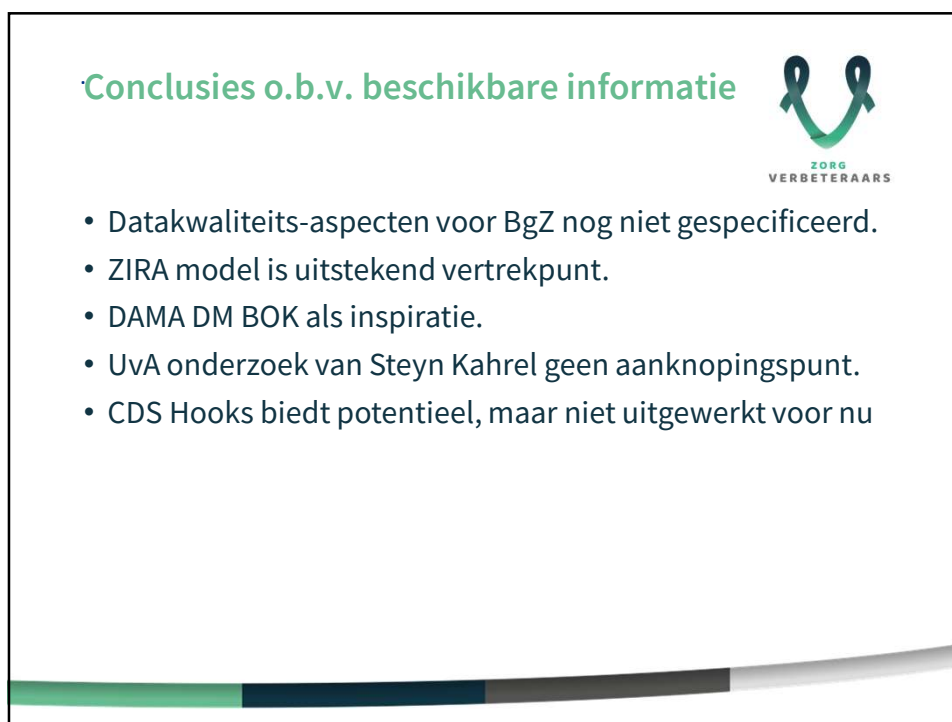 Conclusies o.b.v. beschikbare informatie
ZORG
VERBETERAARS
• Datakwaliteits-aspecten voor BgZ nog niet gespecificeerd.
• ZIRA model is uitstekend vertrekpunt.
• DAMA DM BOK als inspiratie.
• UvA onderzoek van Steyn Kahrel geen aanknopingspunt.
• CDS Hooks biedt potentieel, maar niet uitgewerkt voor nu